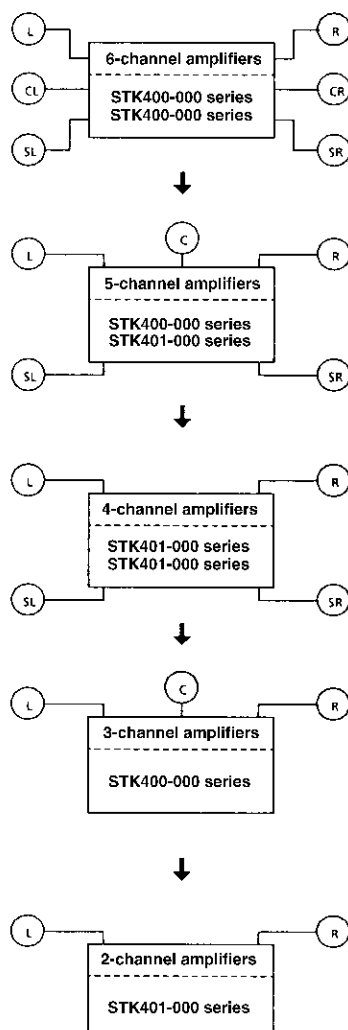 L
R
6-channel amplifiers
CL
CR
STK400-000 series
STK400-000 series
SL
SR
C
L
R
5-channel amplifiers
STK400-000 series
STK401-000 series
SL
SR
L
R
4-channel amplifiers
STK401-000 series
STK401-000 series
SL
SR
C
L
R
3-channel amplifiers
STK400-000 series
L
R
2-channel amplifiers
STK401-000 series